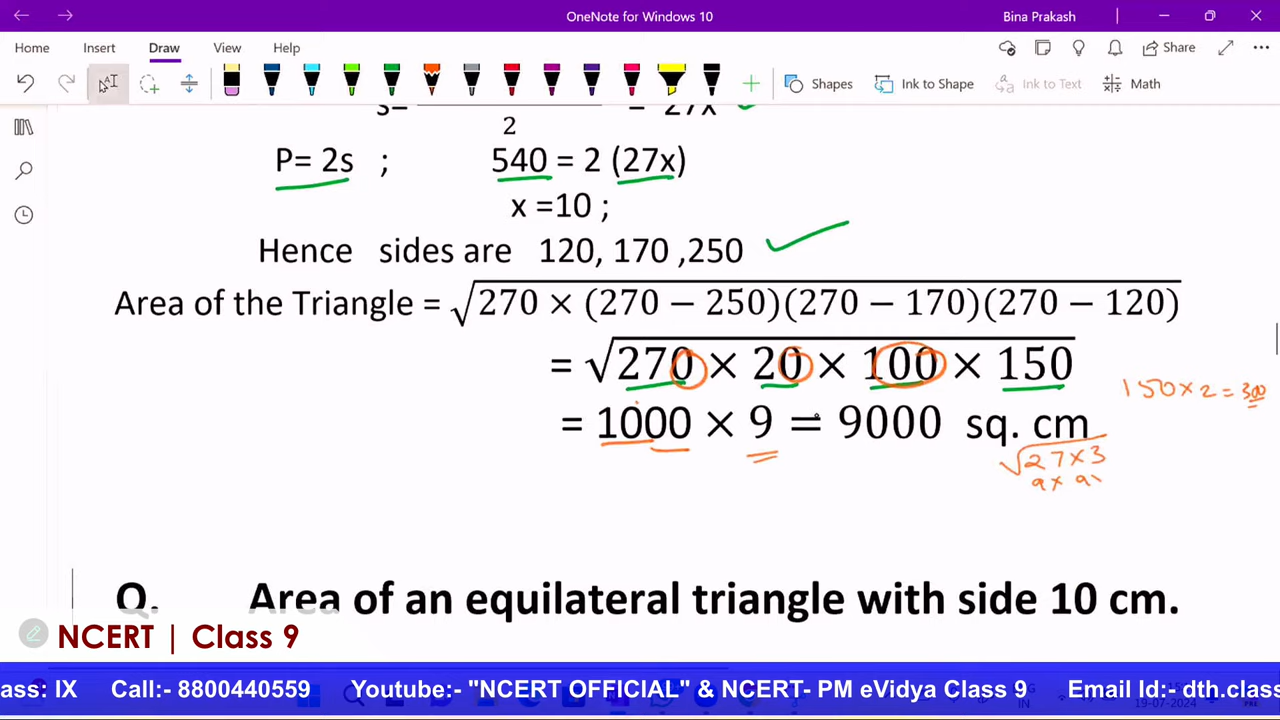 OneNote for Windows 10
Bina Prakash
Home Insert Draw View Help
Share
Shapes Ink to Shape Ink to Text Math
s= = 27x
2
P= 2s ; 540 = 2 (27x)
x =10 ;
Hence sides are 120, 170 ,250
Area of the Triangle = √270 × (270 − 250)(270 − 170)(270 − 120)
= √270 × 20 × 100 × 150
150×2=300
= 1000 × 9 = 9000 sq. cm
√27×3
9× 9
Q. Area of an equilateral triangle with side 10 cm.
NCERT | Class 9
ass: IX Call:- 8800440559 Youtube:- "NCERT OFFICIAL" & NCERT- PM eVidya Class 9 Email Id:- dth.class
19-07-2024